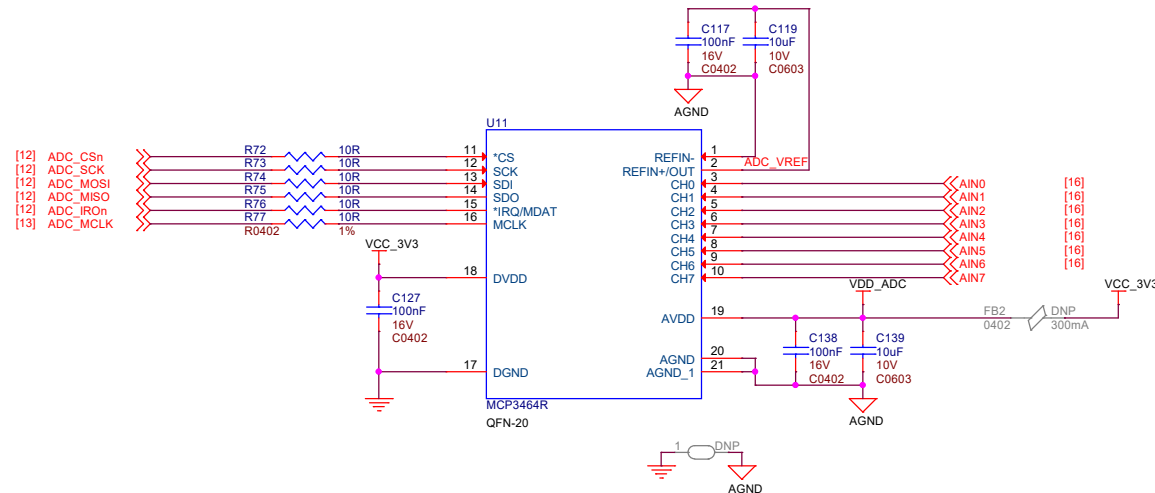 C117
100nF
16V
C0402
C119
10uF
10V
C0603
AGND
U11
[12] ADC_CSn R72 10R 11 *CS
[12] ADC_SCK R73 10R 12 SCK
[12] ADC_MOSI R74 10R 13 SDI
[12] ADC_MISO R75 10R 14 SDO
[12] ADC_IROn R76 10R 15 *IRQ/MDAT
[13] ADC_MCLK R77 10R 16 MCLK
R0402 1%
REFIN- 1
REFIN+/OUT 2 ADC_VREF
CH0 3 AIN0 [16]
CH1 4 AIN1 [16]
CH2 5 AIN2 [16]
CH3 6 AIN3 [16]
CH4 7 AIN4 [16]
CH5 8 AIN5 [16]
CH6 9 AIN6 [16]
CH7 10 AIN7
VCC_3V3
18 DVDD
C127
100nF
16V
C0402
17 DGND
VDD_ADC
VCC_3V3
AVDD 19
FB2 DNP
0402 300mA
C138
100nF
16V
C0402
C139
10uF
10V
C0603
AGND 20
AGND_1 21
AGND
MCP3464R
QFN-20
1 DNP
AGND